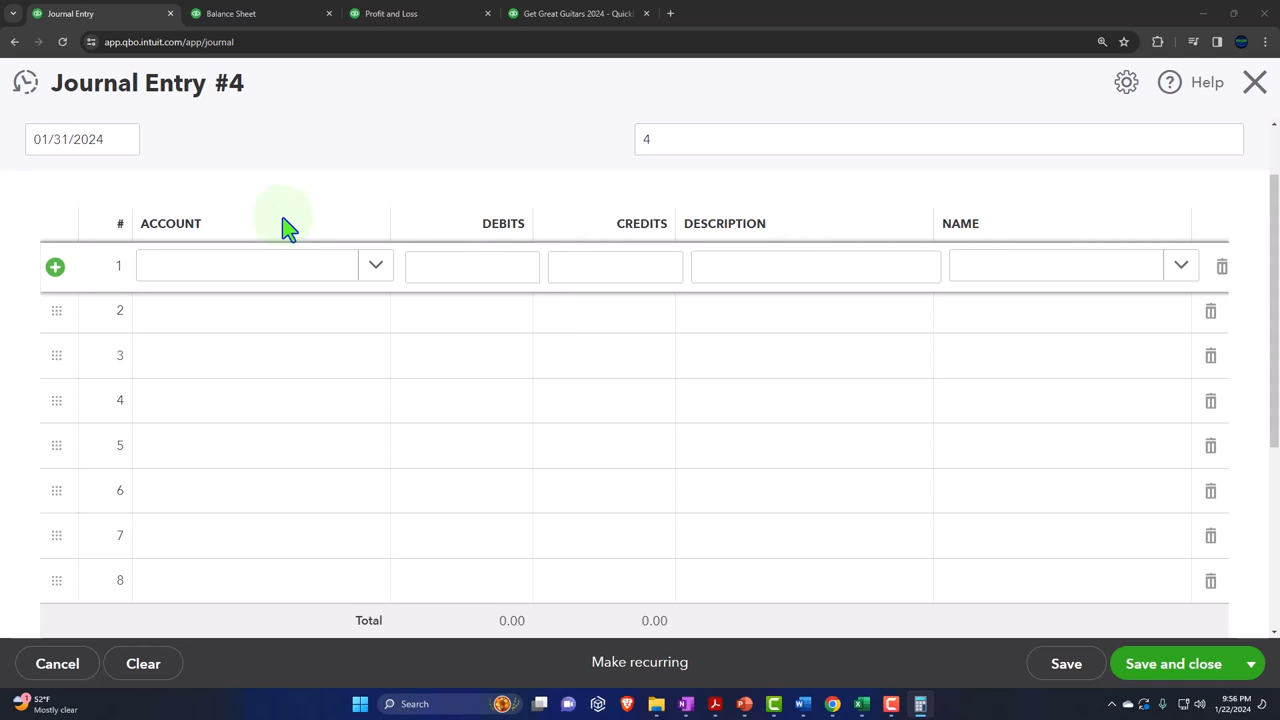 Journal Entry
Balance Sheet
Profit and Loss
Get Great Guitars 2024 - Quick
app.qbo.intuit.com/app/journal
Journal Entry #4
Help
01/31/2024
4
# ACCOUNT DEBITS CREDITS DESCRIPTION NAME
1
2
3
4
5
6
7
8
Total 0.00 0.00
Cancel Clear Make recurring Save Save and close
52°F
Mostly clear
Search
9:56 PM
1/22/2024